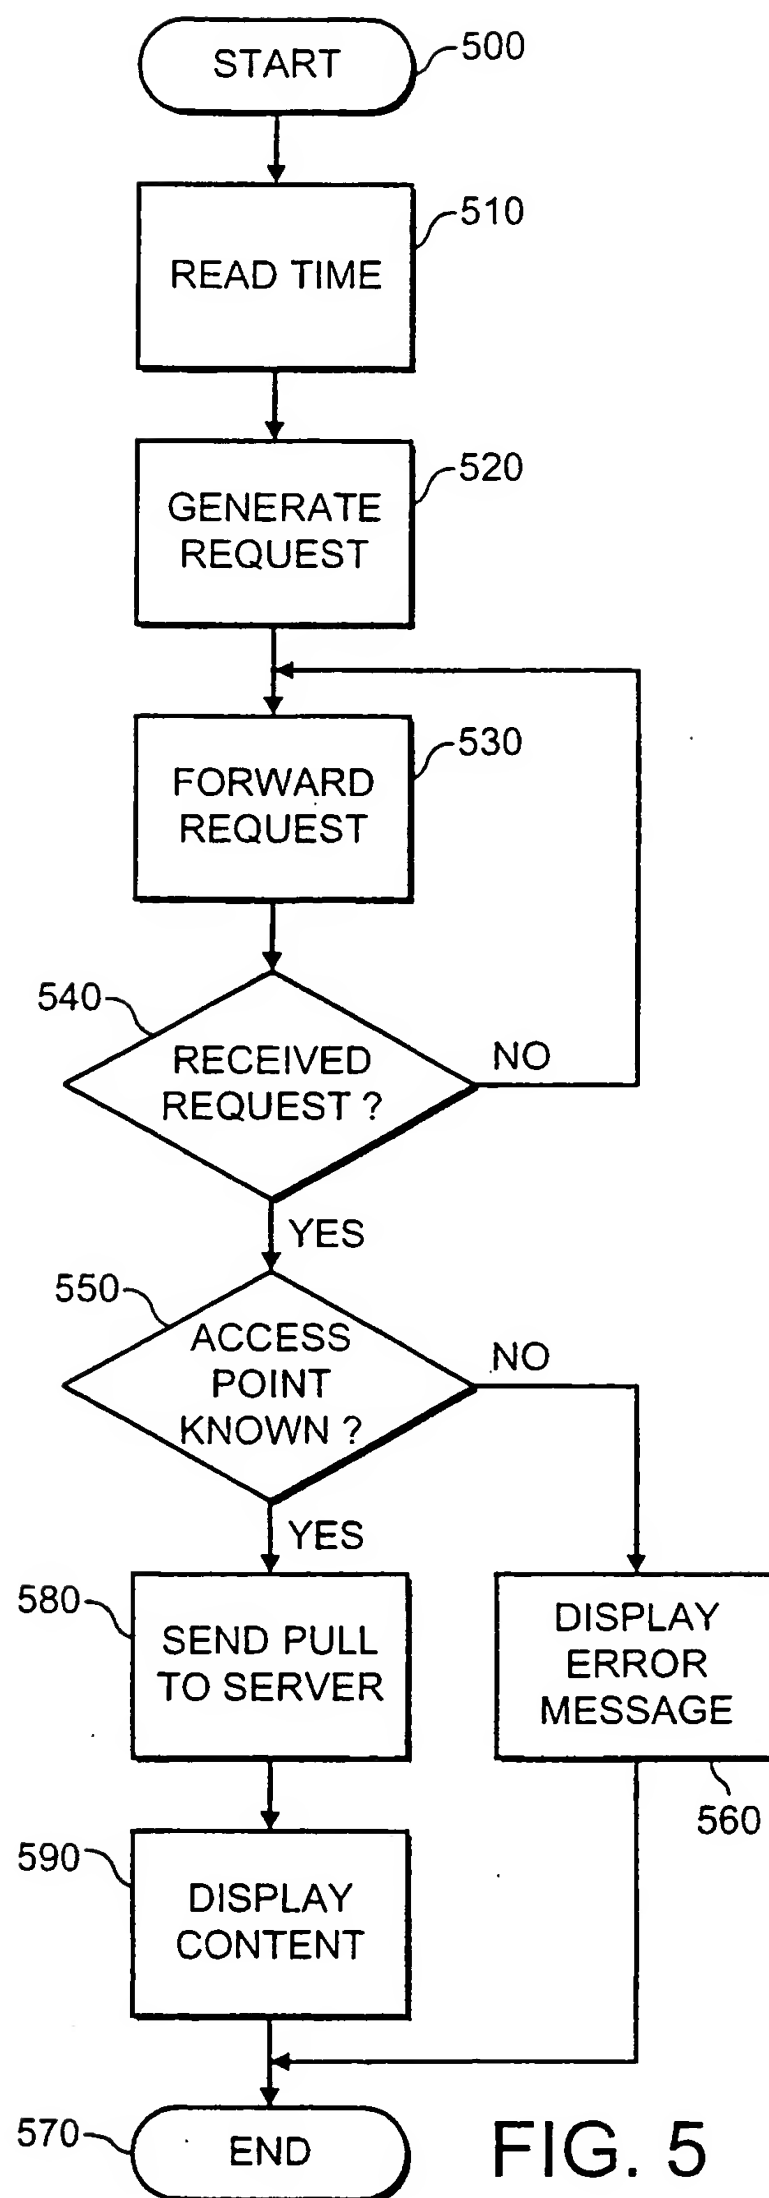 START
500
510
READ TIME
520
GENERATE
REQUEST
530
FORWARD
REQUEST
540
RECEIVED
REQUEST ?
NO
YES
550
ACCESS
POINT
KNOWN ?
NO
YES
580
SEND PULL
TO SERVER
DISPLAY
ERROR
MESSAGE
560
590
DISPLAY
CONTENT
570
END
FIG. 5